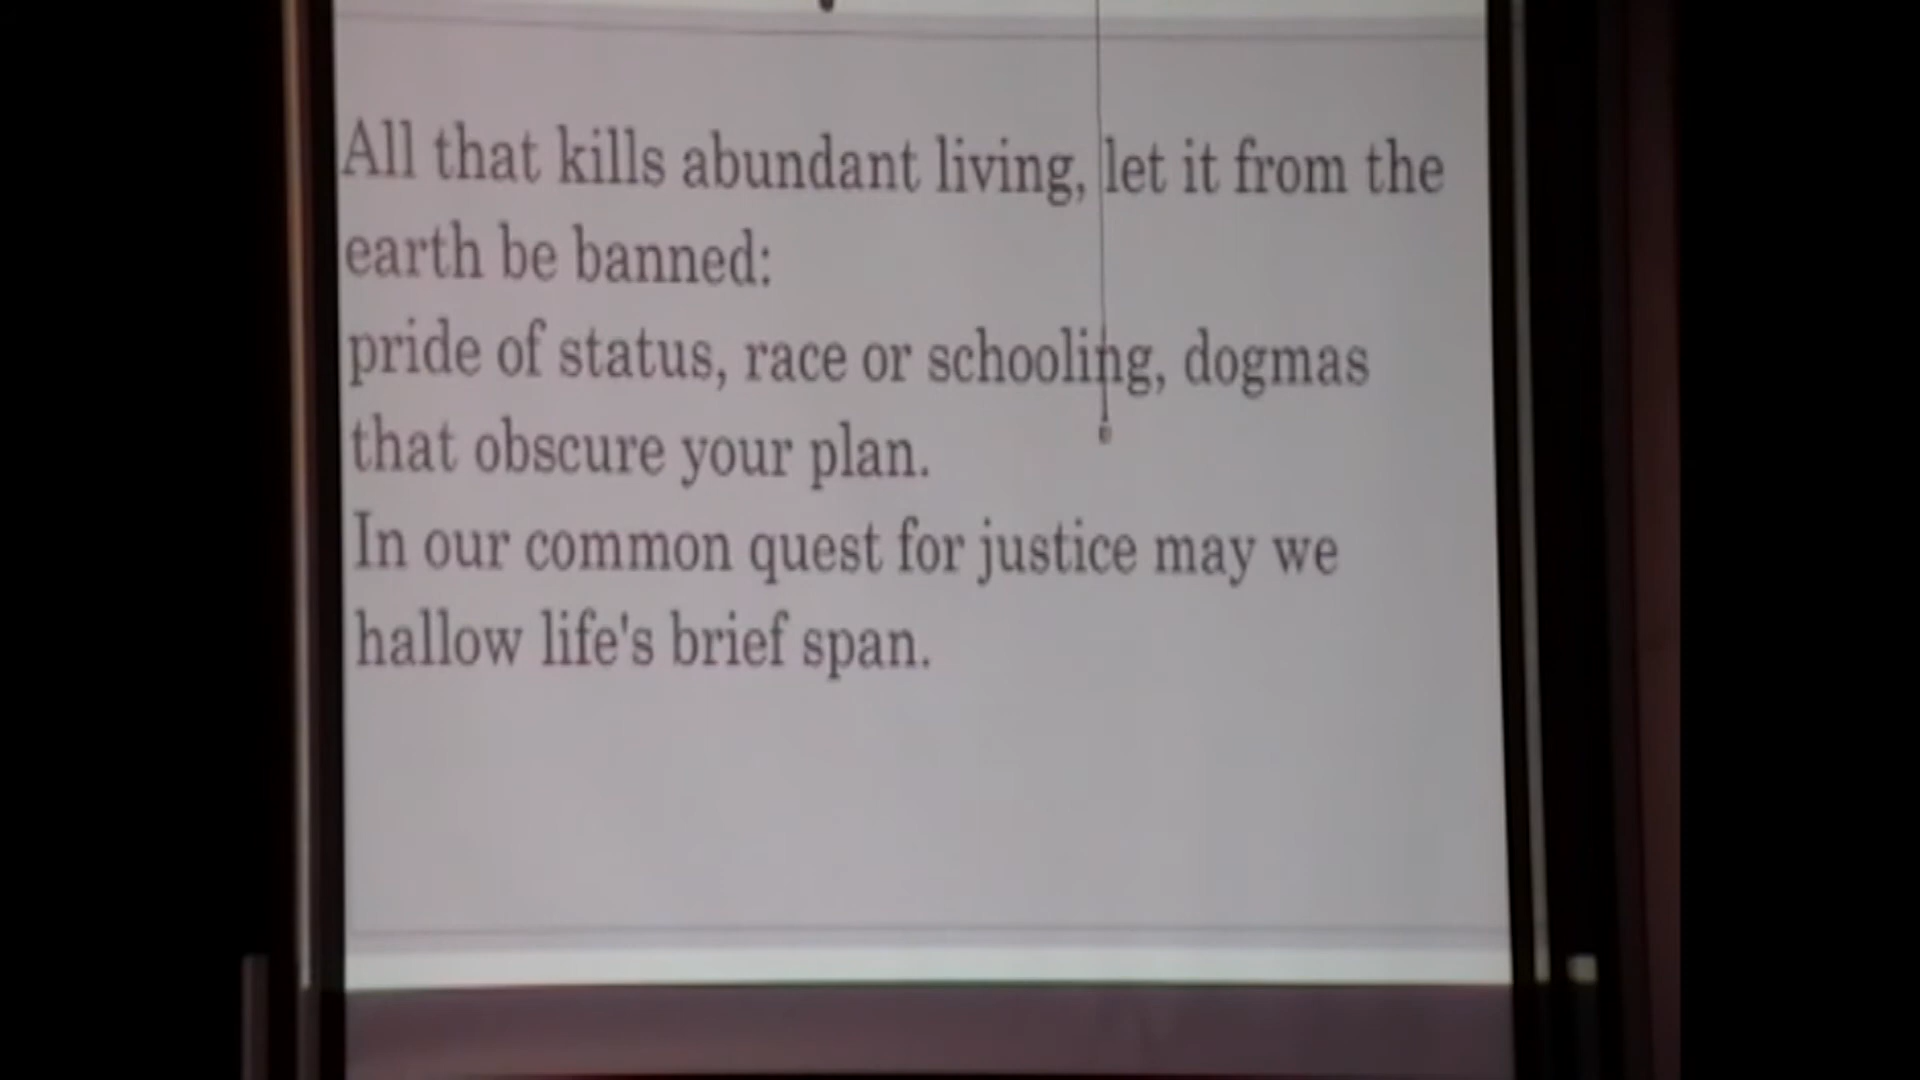 All that kills abundant living, let it from the
earth be banned:
pride of status, race or schooling, dogmas
that obscure your plan.
In our common quest for justice may we
hallow life's brief span.